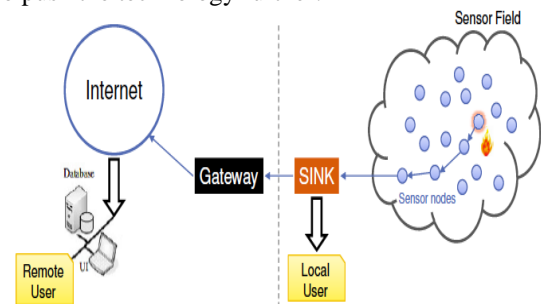 Sensor Field
Internet
Gateway
SINK
Sensor nodes
Database
UI
Remote
User
Local
User